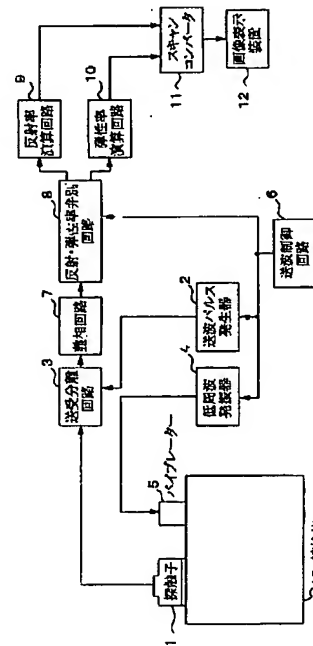 9
反射率
演算回路
10
弾性率
演算回路
スキャン
コンバータ
11
画像表示
装置
12
8
反射・弾性率弁別
回路
7
整相回路
3
送受分離
回路
2
送波パルス
発生器
4
低周波
発振器
6
送波制御
回路
5
バイブレーター
探触子
1